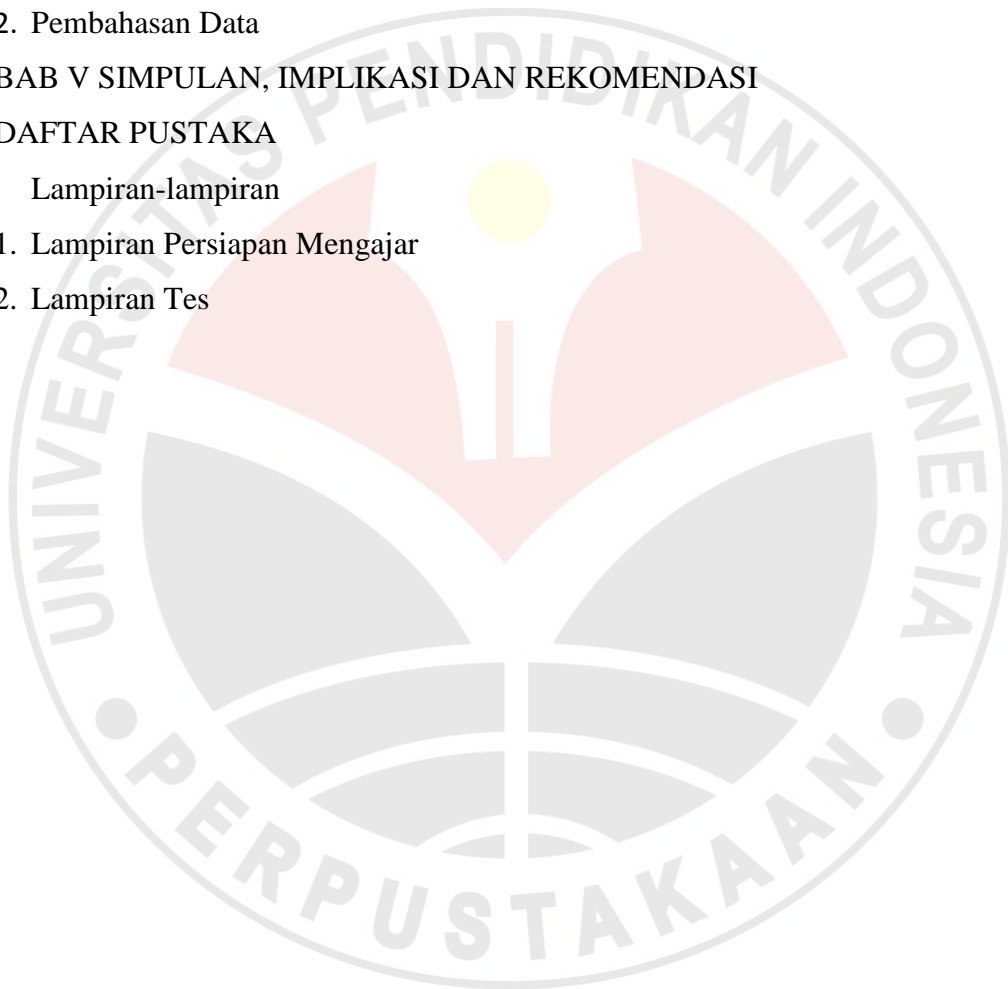 2. Pembahasan Data
BAB V SIMPULAN, IMPLIKASI DAN REKOMENDASI
DAFTAR PUSTAKA
Lampiran-lampiran
1. Lampiran Persiapan Mengajar
2. Lampiran Tes
UNIVERSITAS PENDIDIKAN INDONESIA
PERPUSTAKAAN